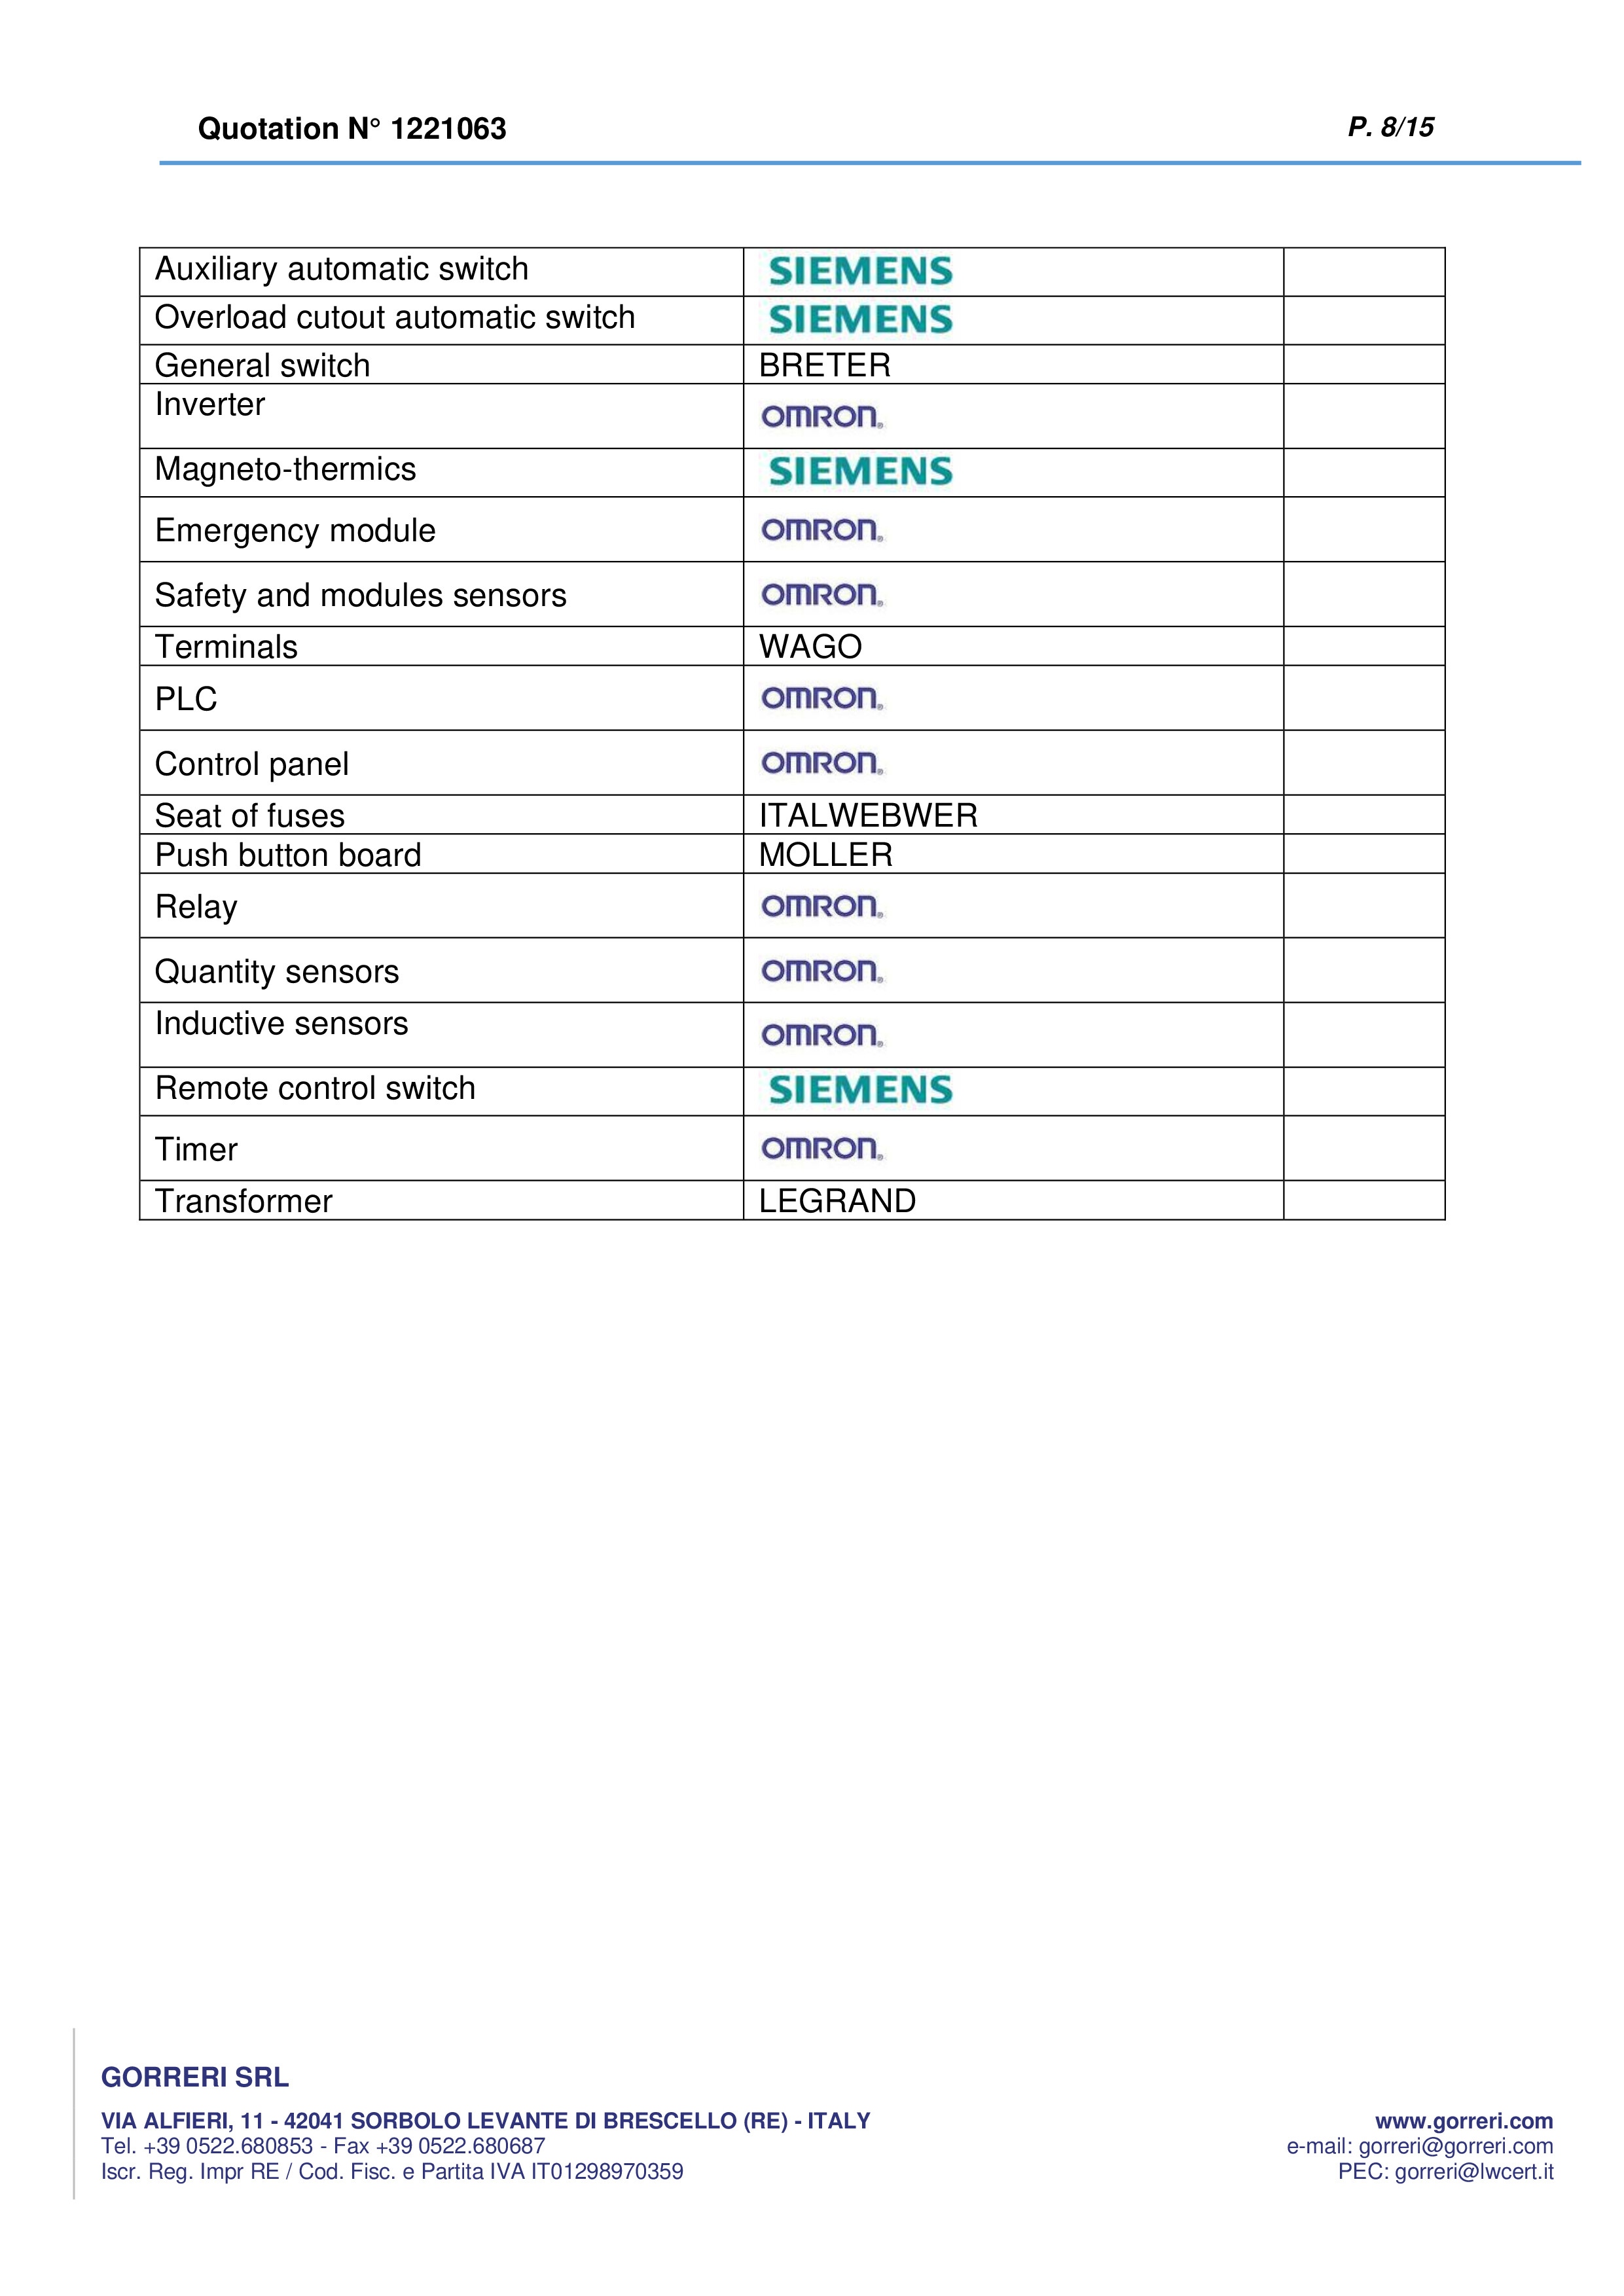 Quotation N° 1221063 P. 8/15
Auxiliary automatic switch SIEMENS
Overload cutout automatic switch SIEMENS
General switch BRETER
Inverter OMRON®
Magneto-thermics SIEMENS
Emergency module OMRON®
Safety and modules sensors OMRON®
Terminals WAGO
PLC OMRON®
Control panel OMRON®
Seat of fuses ITALWEBWER
Push button board MOLLER
Relay OMRON®
Quantity sensors OMRON®
Inductive sensors OMRON®
Remote control switch SIEMENS
Timer OMRON®
Transformer LEGRAND
GORRERI SRL
VIA ALFIERI, 11 - 42041 SORBOLO LEVANTE DI BRESCELLO (RE) - ITALY www.gorreri.com
Tel. +39 0522.680853 - Fax +39 0522.680687 e-mail: gorreri@gorreri.com
Iscr. Reg. Impr RE / Cod. Fisc. e Partita IVA IT01298970359 PEC: gorreri@lwcert.it